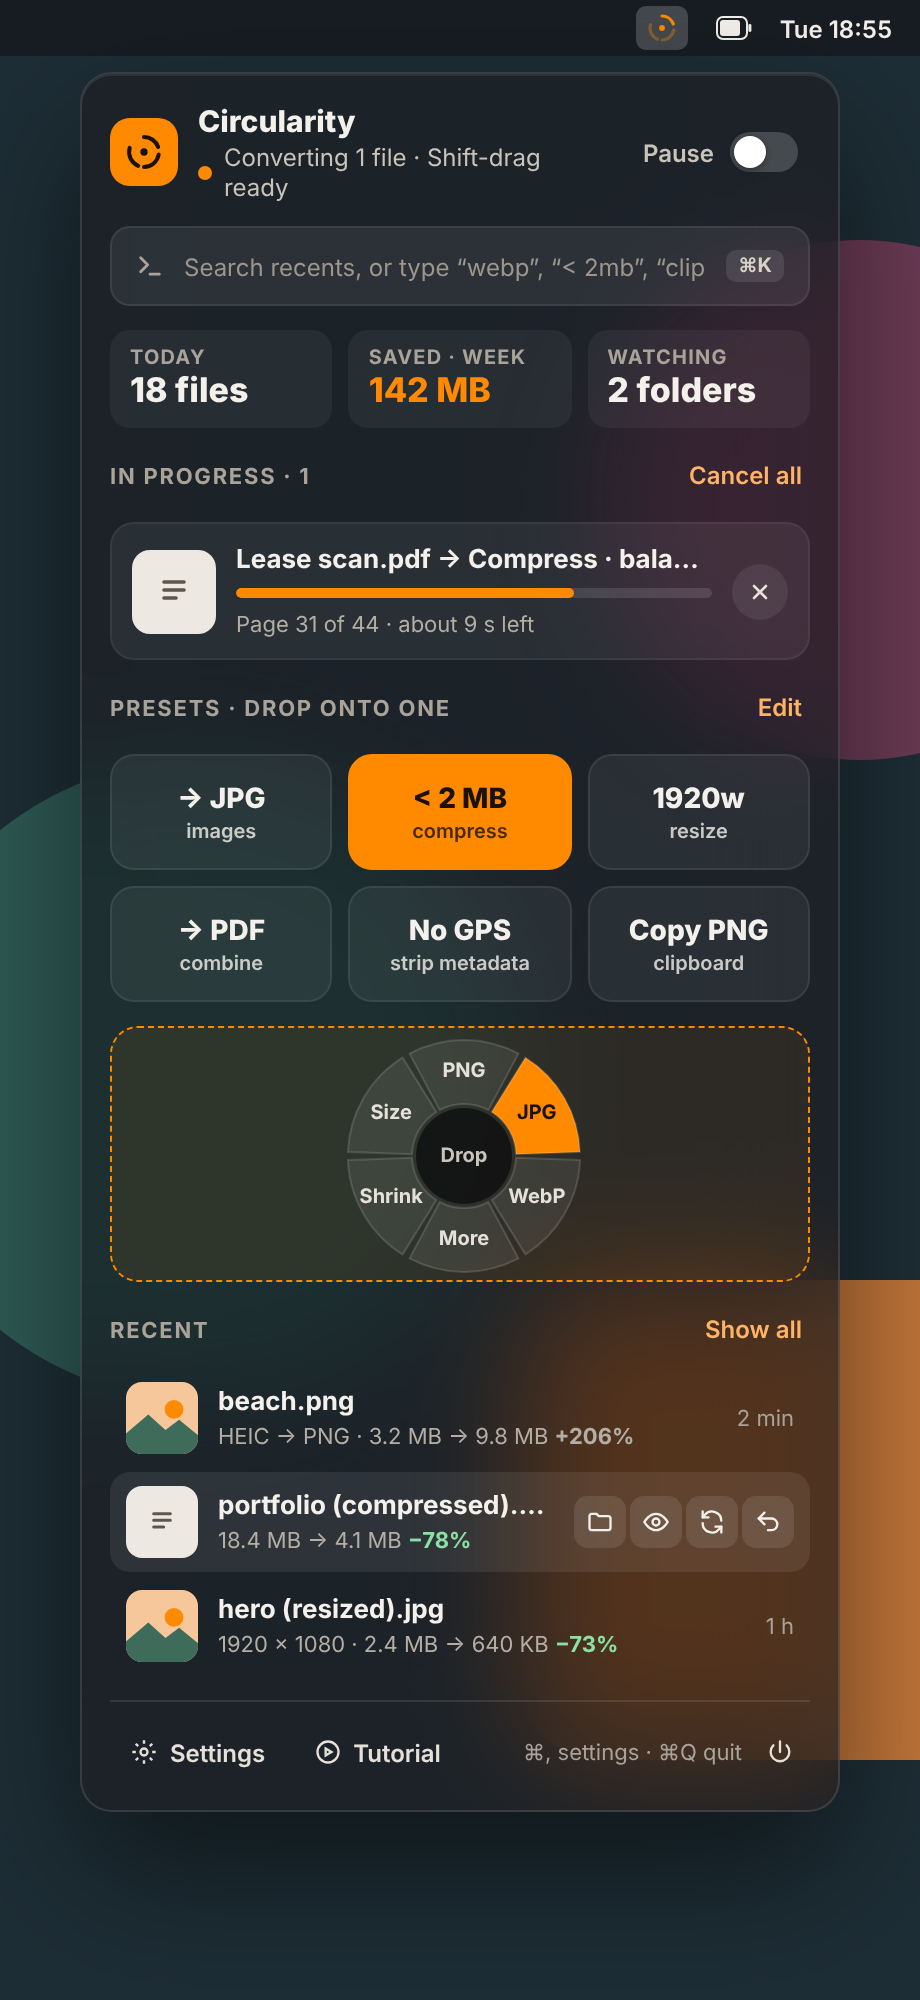 Tue 18:55
Circularity
Converting 1 file · Shift-drag
ready
Pause
Search recents, or type “webp”, “< 2mb”, “clip
⌘K
TODAY
18 files
SAVED · WEEK
142 MB
WATCHING
2 folders
IN PROGRESS · 1
Cancel all
Lease scan.pdf → Compress · bala…
Page 31 of 44 · about 9 s left
PRESETS · DROP ONTO ONE
Edit
→ JPG
images
< 2 MB
compress
1920w
resize
→ PDF
combine
No GPS
strip metadata
Copy PNG
clipboard
PNG
Size
JPG
Drop
Shrink
WebP
More
RECENT
Show all
beach.png
HEIC → PNG · 3.2 MB → 9.8 MB +206%
2 min
portfolio (compressed)....
18.4 MB → 4.1 MB −78%
hero (resized).jpg
1920 × 1080 · 2.4 MB → 640 KB −73%
1 h
Settings
Tutorial
⌘, settings · ⌘Q quit